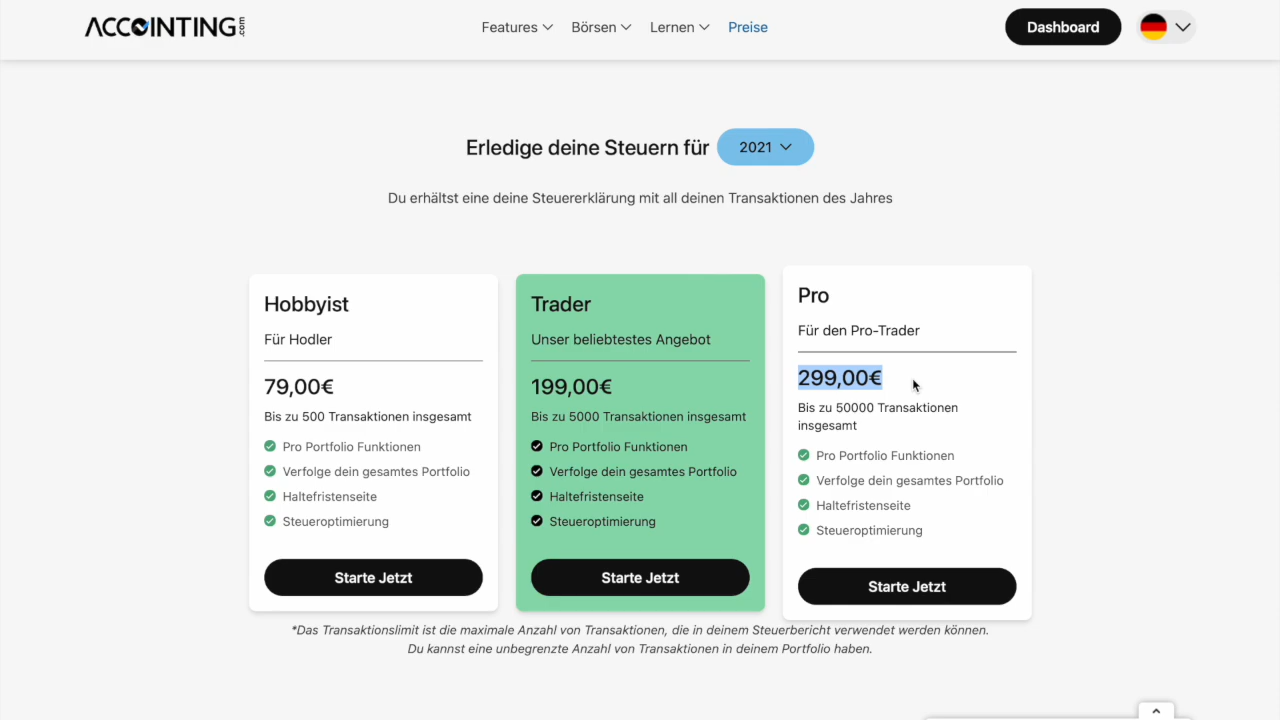 ACCOINTING.com
Features
Börsen
Lernen
Preise
Dashboard
Erledige deine Steuern für
2021
Du erhältst eine deine Steuererklärung mit all deinen Transaktionen des Jahres
Hobbyist
Für Hodler
79,00€
Bis zu 500 Transaktionen insgesamt
Pro Portfolio Funktionen
Verfolge dein gesamtes Portfolio
Haltefristenseite
Steueroptimierung
Starte Jetzt
Trader
Unser beliebtestes Angebot
199,00€
Bis zu 5000 Transaktionen insgesamt
Pro Portfolio Funktionen
Verfolge dein gesamtes Portfolio
Haltefristenseite
Steueroptimierung
Starte Jetzt
Pro
Für den Pro-Trader
299,00€
Bis zu 50000 Transaktionen
insgesamt
Pro Portfolio Funktionen
Verfolge dein gesamtes Portfolio
Haltefristenseite
Steueroptimierung
Starte Jetzt
*Das Transaktionslimit ist die maximale Anzahl von Transaktionen, die in deinem Steuerbericht verwendet werden können.
Du kannst eine unbegrenzte Anzahl von Transaktionen in deinem Portfolio haben.